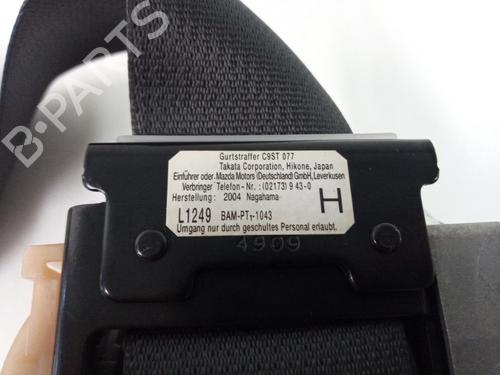 Gurtstraffer C9ST 077
Takata Corporation, Hikone, Japan
Einführer oder Mazda Motors (Deutschland) GmbH, Leverkusen
Verbringer Telefon-Nr.: (02173) 9 43-0
Herstellung: 2004 Nagahama
L1249 BAM-PT₁-1043 H
Umgang nur durch geschultes Personal erlaubt.
4909
B-PARTS